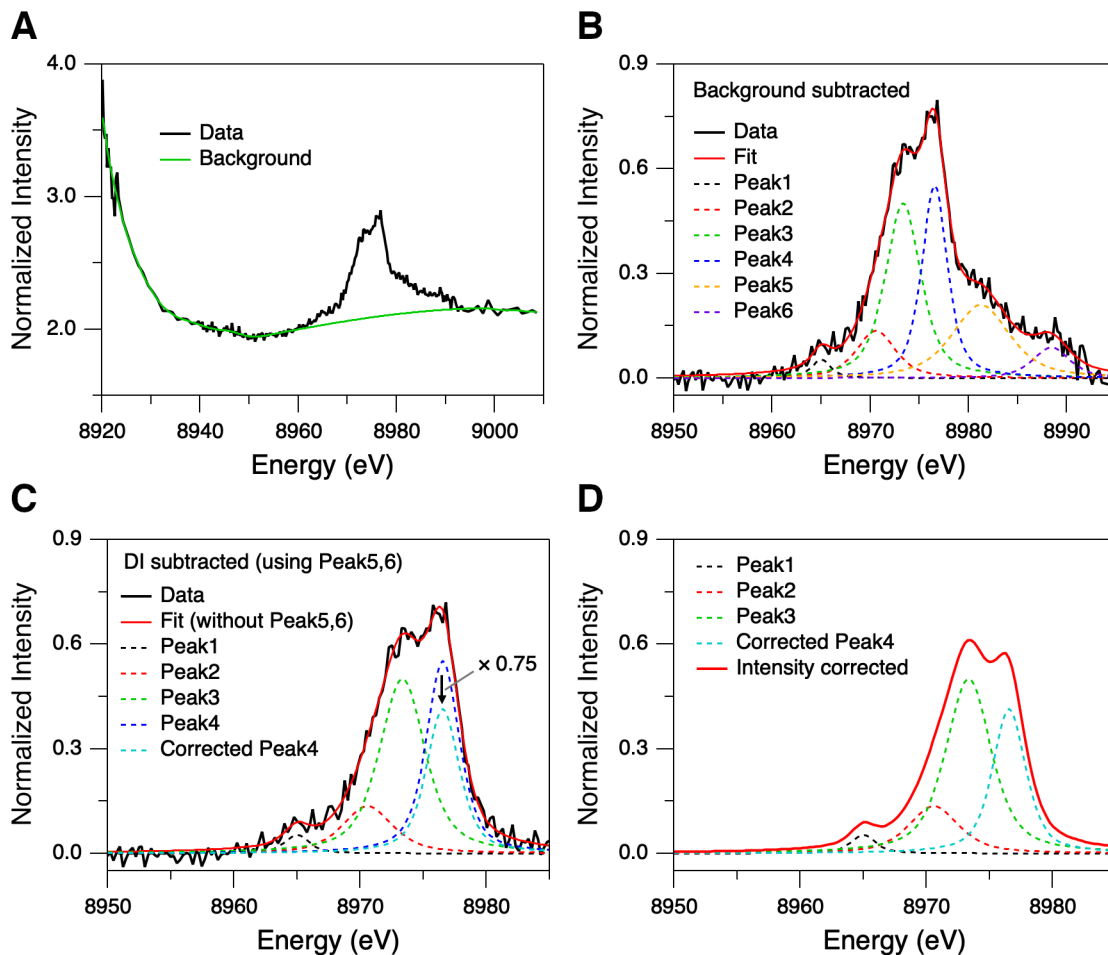 A
4.0
3.0
2.0
Normalized Intensity
Data
Background
8920 8940 8960 8980 9000
Energy (eV)
B
0.9
0.6
0.3
0.0
Normalized Intensity
Background subtracted
Data
Fit
Peak1
Peak2
Peak3
Peak4
Peak5
Peak6
8950 8960 8970 8980 8990
Energy (eV)
C
0.9
0.6
0.3
0.0
Normalized Intensity
DI subtracted (using Peak5,6)
Data
Fit (without Peak5,6)
Peak1
Peak2
Peak3
Peak4
Corrected Peak4
× 0.75
8950 8960 8970 8980
Energy (eV)
D
0.9
0.6
0.3
0.0
Normalized Intensity
Peak1
Peak2
Peak3
Corrected Peak4
Intensity corrected
8950 8960 8970 8980
Energy (eV)